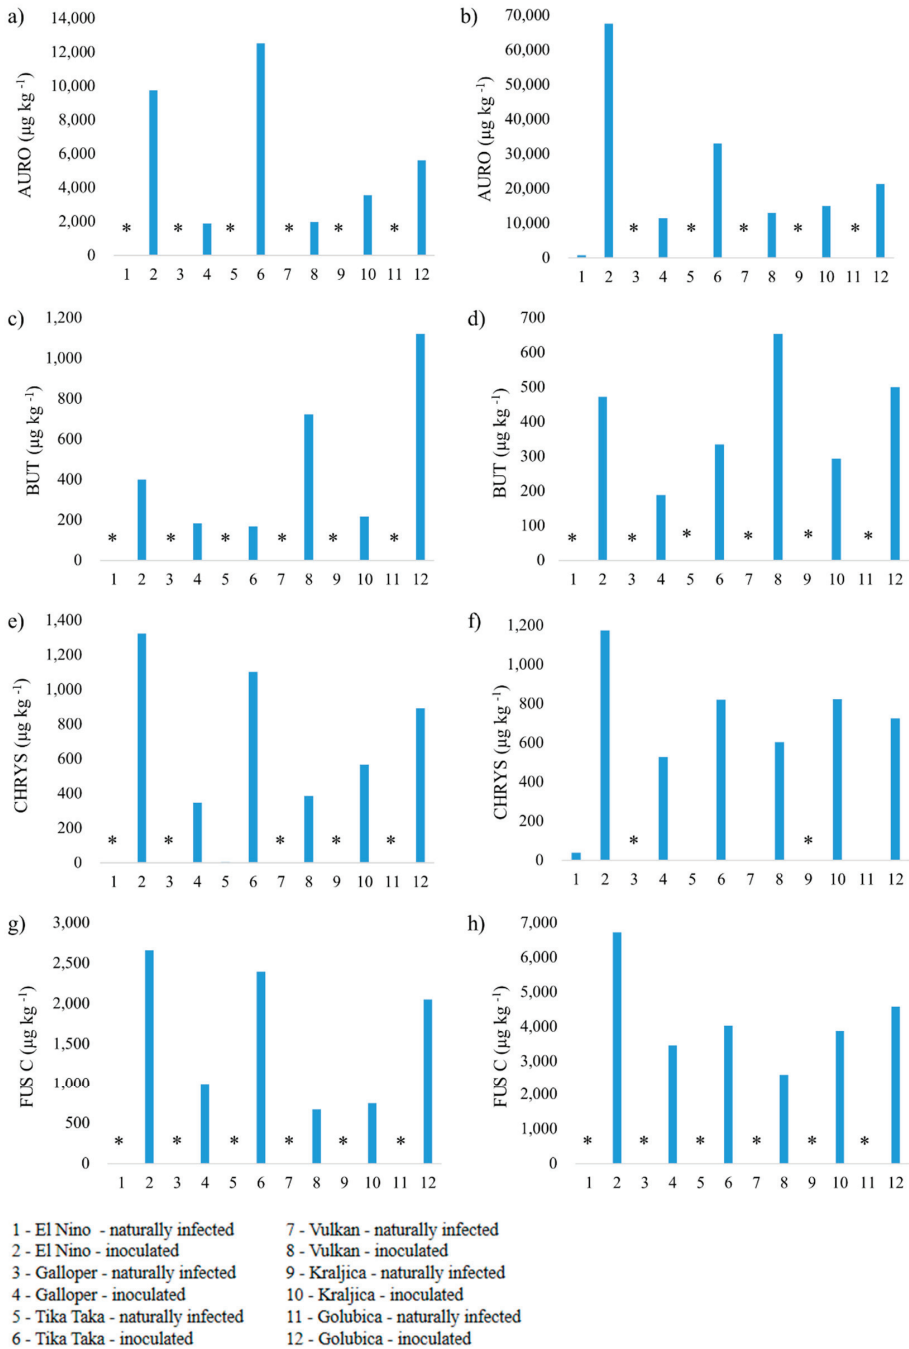 a)
AURO (µg kg -1)
14,000
12,000
10,000
8,000
6,000
4,000
2,000
0
* * * * * *
1 2 3 4 5 6 7 8 9 10 11 12
b)
AURO (µg kg -1)
70,000
60,000
50,000
40,000
30,000
20,000
10,000
0
* * * * *
1 2 3 4 5 6 7 8 9 10 11 12
c)
BUT (µg kg -1)
1,200
1,000
800
600
400
200
0
* * * * * *
1 2 3 4 5 6 7 8 9 10 11 12
d)
BUT (µg kg -1)
700
600
500
400
300
200
100
0
* * * * * *
1 2 3 4 5 6 7 8 9 10 11 12
e)
CHRYS (µg kg -1)
1,400
1,200
1,000
800
600
400
200
0
* * * * *
1 2 3 4 5 6 7 8 9 10 11 12
f)
CHRYS (µg kg -1)
1,200
1,000
800
600
400
200
0
* *
1 2 3 4 5 6 7 8 9 10 11 12
g)
FUS C (µg kg -1)
3,000
2,500
2,000
1,500
1,000
500
0
* * * * * *
1 2 3 4 5 6 7 8 9 10 11 12
h)
FUS C (µg kg -1)
7,000
6,000
5,000
4,000
3,000
2,000
1,000
0
* * * * * *
1 2 3 4 5 6 7 8 9 10 11 12
1 - El Nino - naturally infected
2 - El Nino - inoculated
3 - Galloper - naturally infected
4 - Galloper - inoculated
5 - Tika Taka - naturally infected
6 - Tika Taka - inoculated
7 - Vulkan - naturally infected
8 - Vulkan - inoculated
9 - Kraljica - naturally infected
10 - Kraljica - inoculated
11 - Golubica - naturally infected
12 - Golubica - inoculated